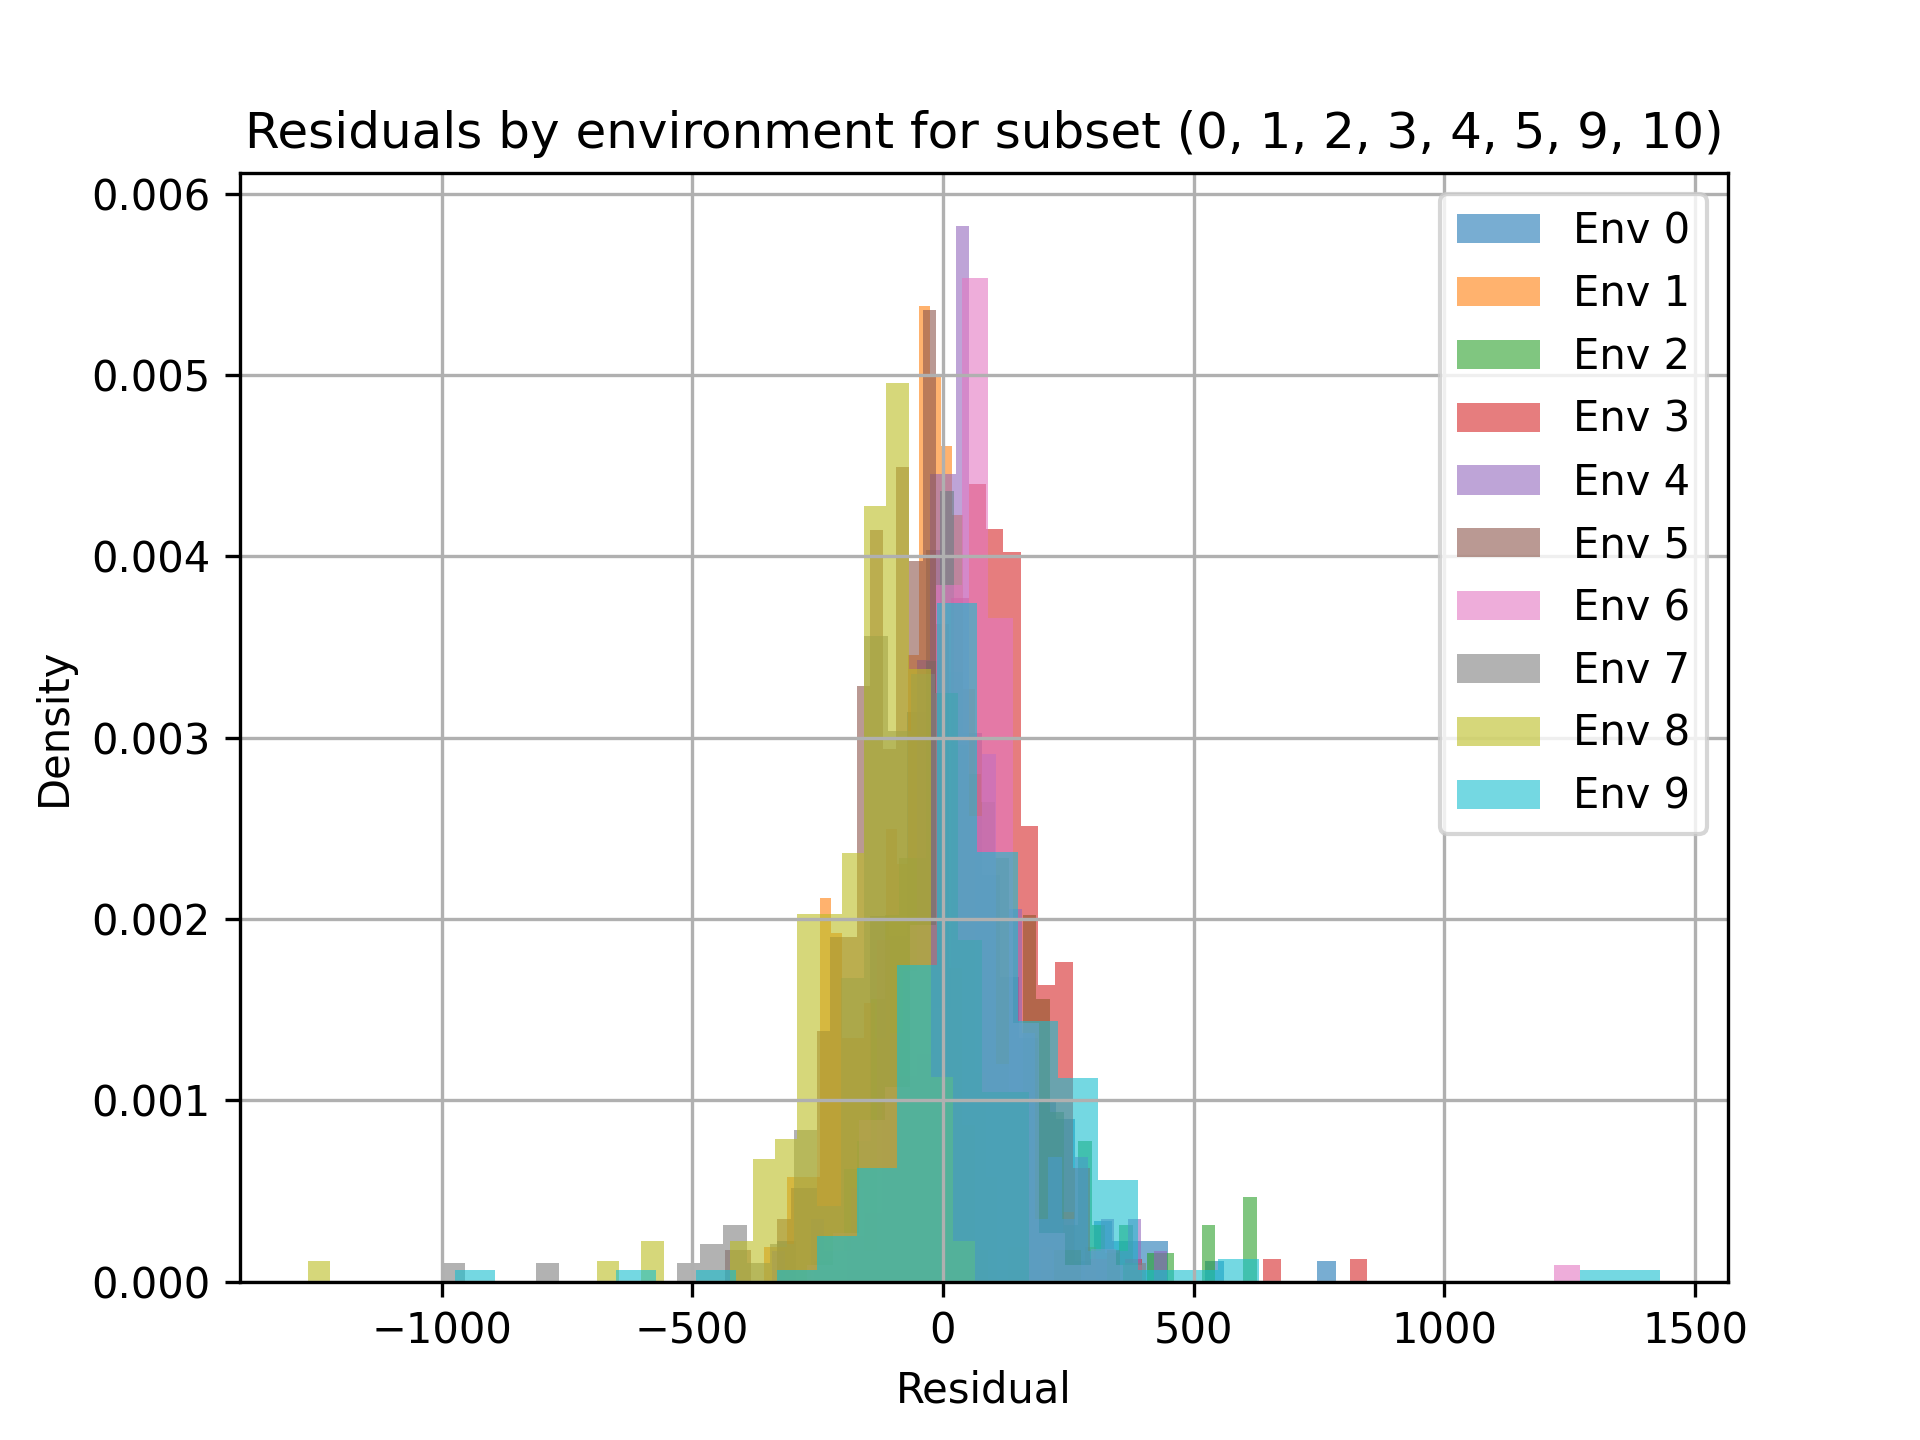 Residuals by environment for subset (0, 1, 2, 3, 4, 5, 9, 10)
0.006
0.005
0.004
0.003
0.002
0.001
0.000
Density
Env 0
Env 1
Env 2
Env 3
Env 4
Env 5
Env 6
Env 7
Env 8
Env 9
−1000 −500 0 500 1000 1500
Residual